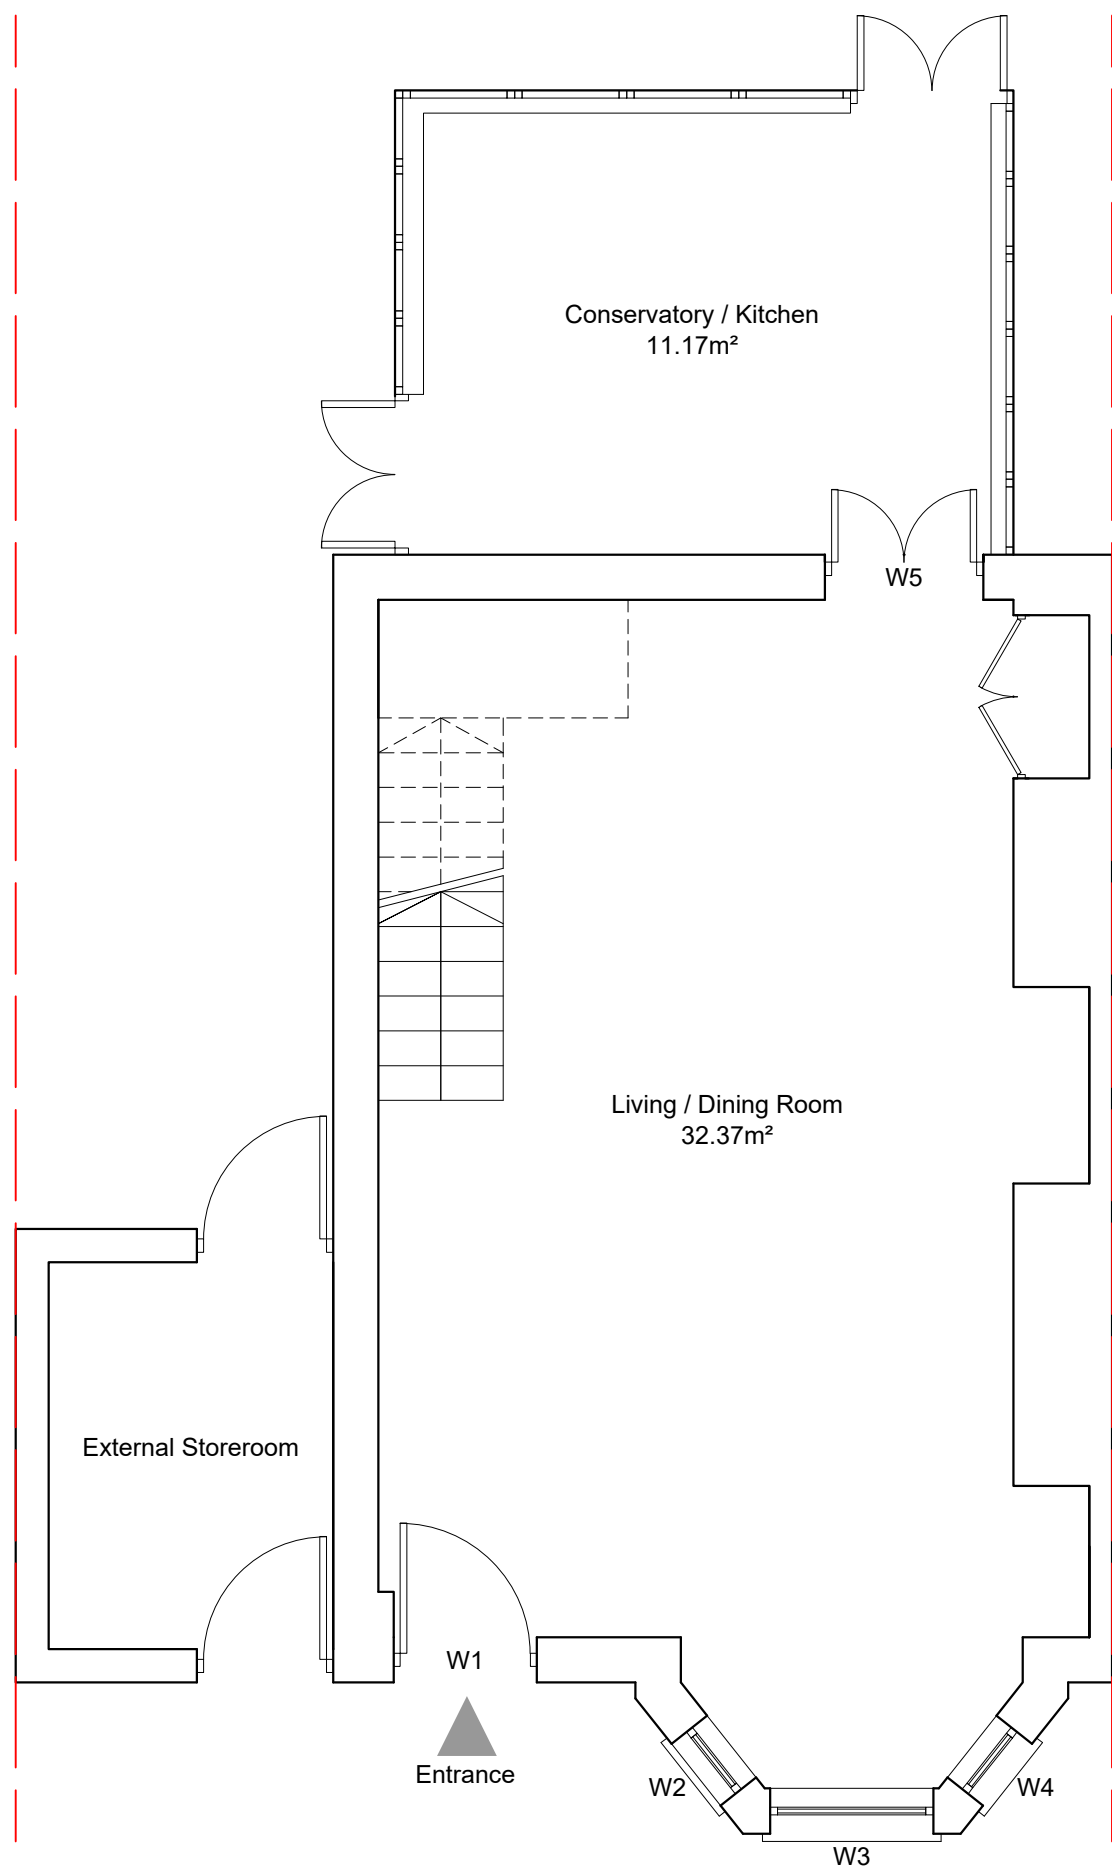 Conservatory / Kitchen
11.17m²
W5
Living / Dining Room
32.37m²
External Storeroom
W1
Entrance
W2
W4
W3